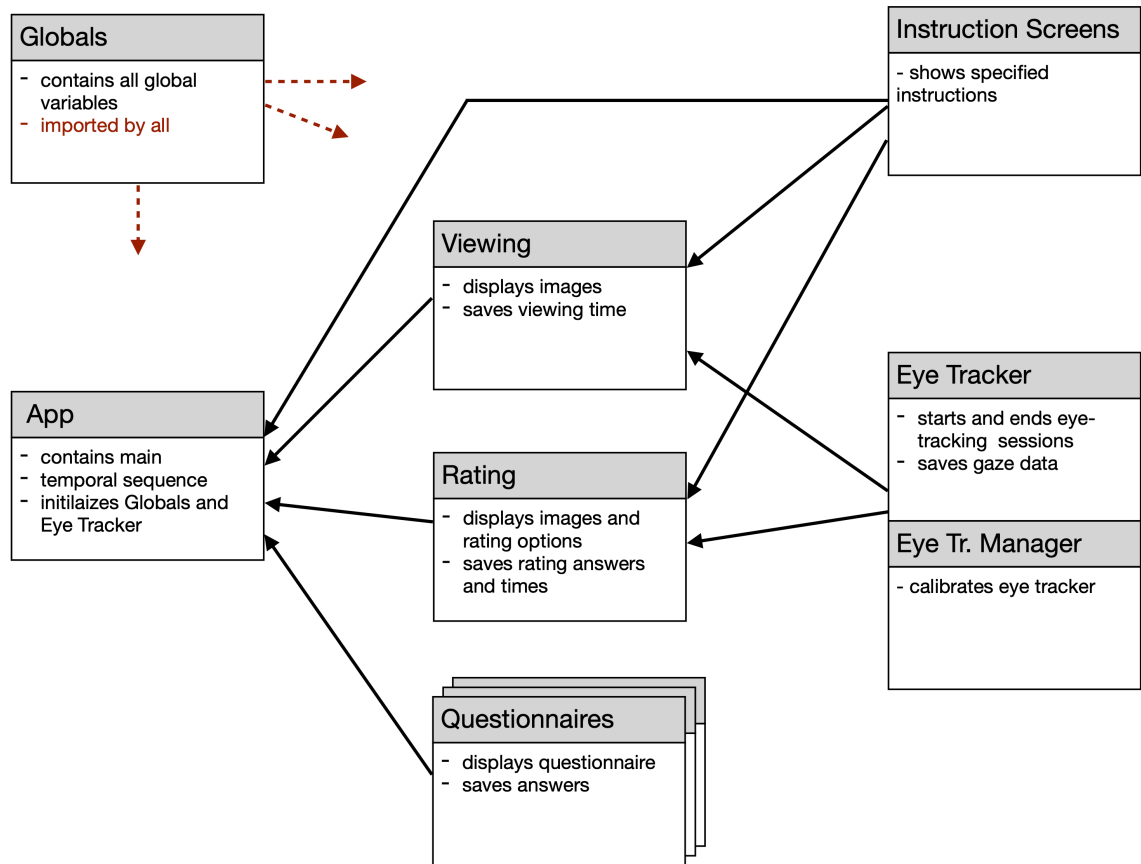 Globals
- contains all global
variables
- imported by all
Instruction Screens
- shows specified
instructions
Viewing
- displays images
- saves viewing time
App
- contains main
- temporal sequence
- initilaizes Globals and
Eye Tracker
Rating
- displays images and
rating options
- saves rating answers
and times
Eye Tracker
- starts and ends eye-
tracking sessions
- saves gaze data
Eye Tr. Manager
- calibrates eye tracker
Questionnaires
- displays questionnaire
- saves answers